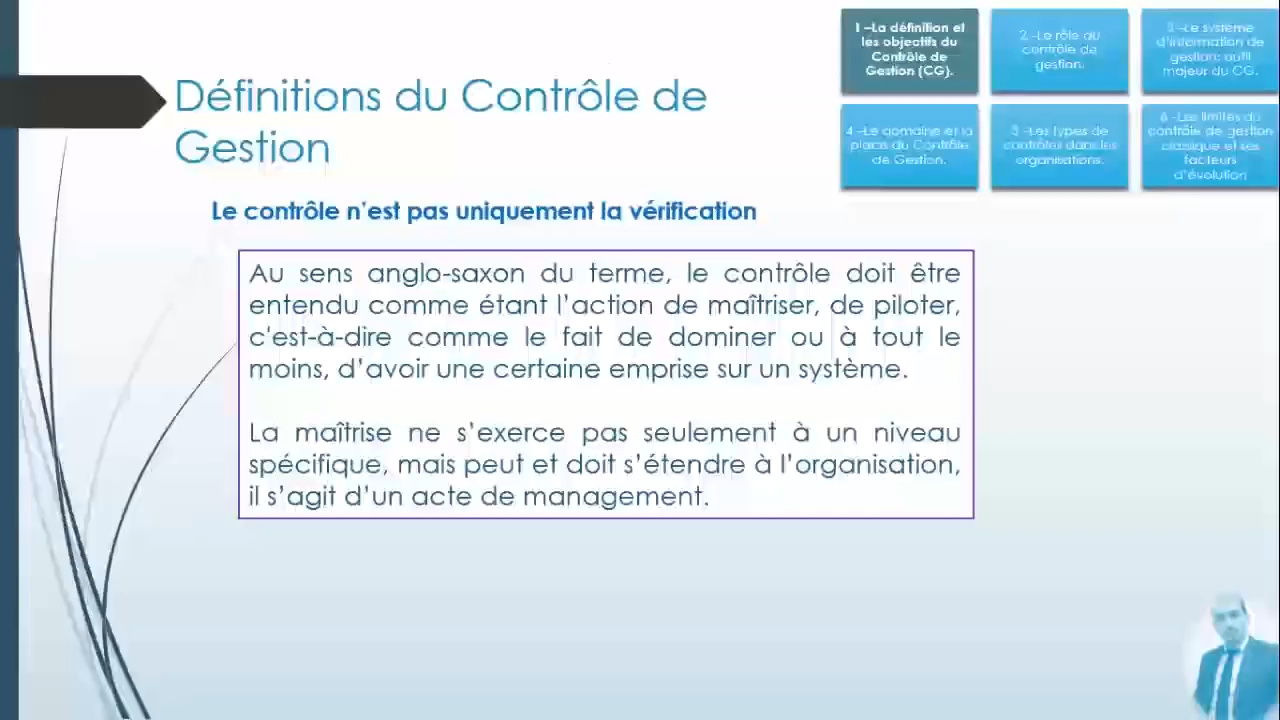 1 –La définition et
les objectifs du
Contrôle de
Gestion (CG).
2 -Le rôle du
contrôle de
gestion.
3 -Le système
d'information de
gestion: outil
majeur du CG.
4 –Le domaine et la
place du Contrôle
de Gestion.
5 -Les types de
contrôles dans les
organisations.
6 -Les limites du
contrôle de gestion
classique et ses
facteurs
d'évolution
Définitions du Contrôle de
Gestion
Le contrôle n'est pas uniquement la vérification
Au sens anglo-saxon du terme, le contrôle doit être
entendu comme étant l'action de maîtriser, de piloter,
c'est-à-dire comme le fait de dominer ou à tout le
moins, d'avoir une certaine emprise sur un système.
La maîtrise ne s'exerce pas seulement à un niveau
spécifique, mais peut et doit s'étendre à l'organisation,
il s'agit d'un acte de management.